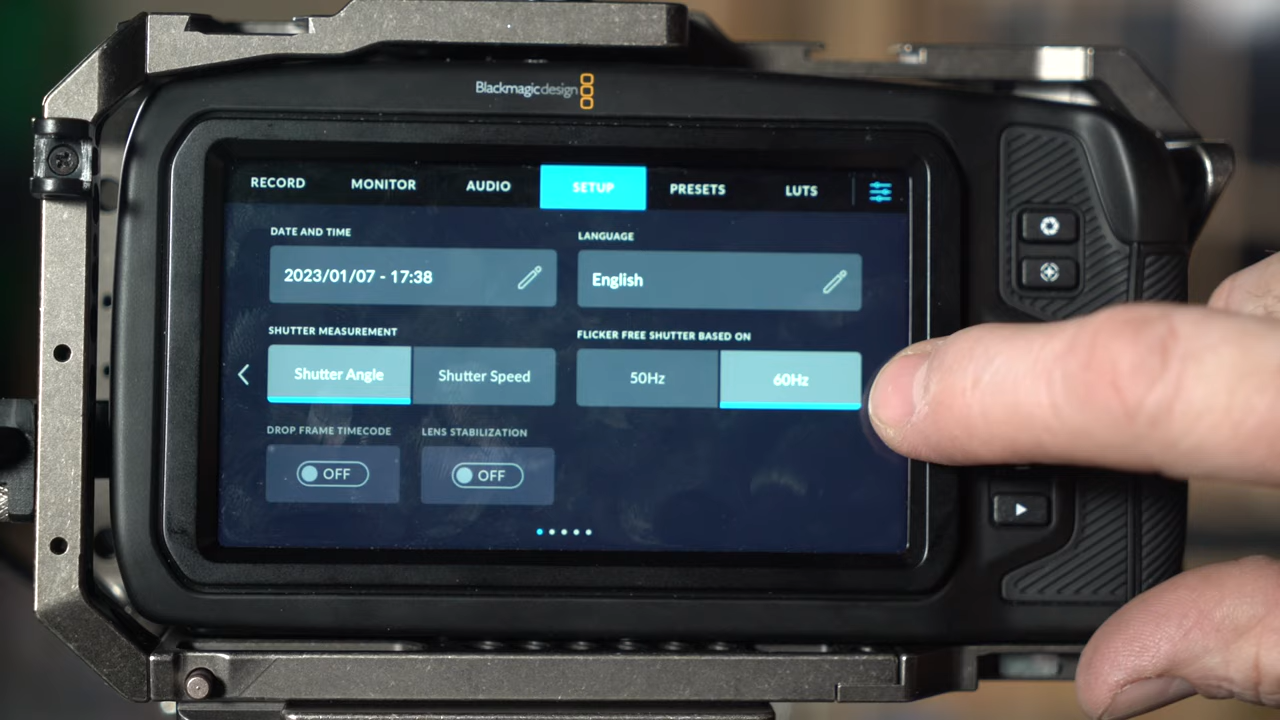 Blackmagicdesign
RECORD MONITOR AUDIO SETUP PRESETS LUTS
DATE AND TIME LANGUAGE
2023/01/07 - 17:38 English
SHUTTER MEASUREMENT FLICKER FREE SHUTTER BASED ON
Shutter Angle Shutter Speed 50Hz 60Hz
DROP FRAME TIMECODE LENS STABILIZATION
OFF OFF